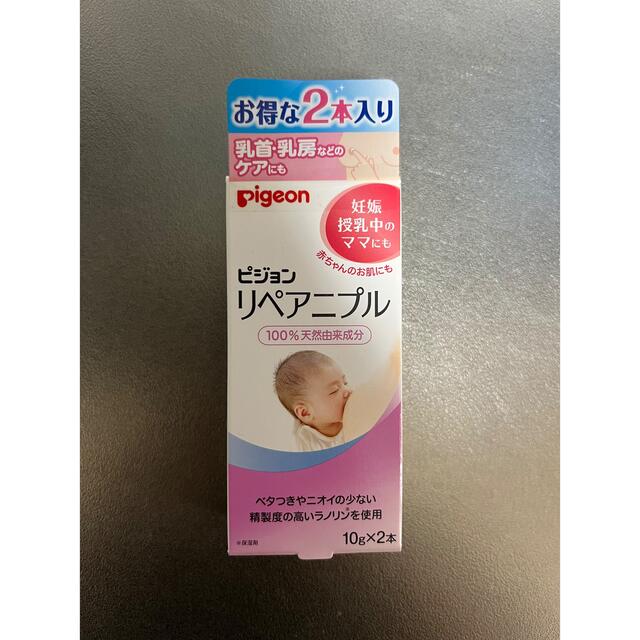 お得な2本入り
乳首・乳房などの
ケアにも
Pigeon
妊娠
授乳中の
ママにも
赤ちゃんのお肌にも
ピジョン
リペアニプル
100%天然由来成分
ベタつきやニオイの少ない
精製度の高いラノリン※を使用
※保湿剤
10g×2本